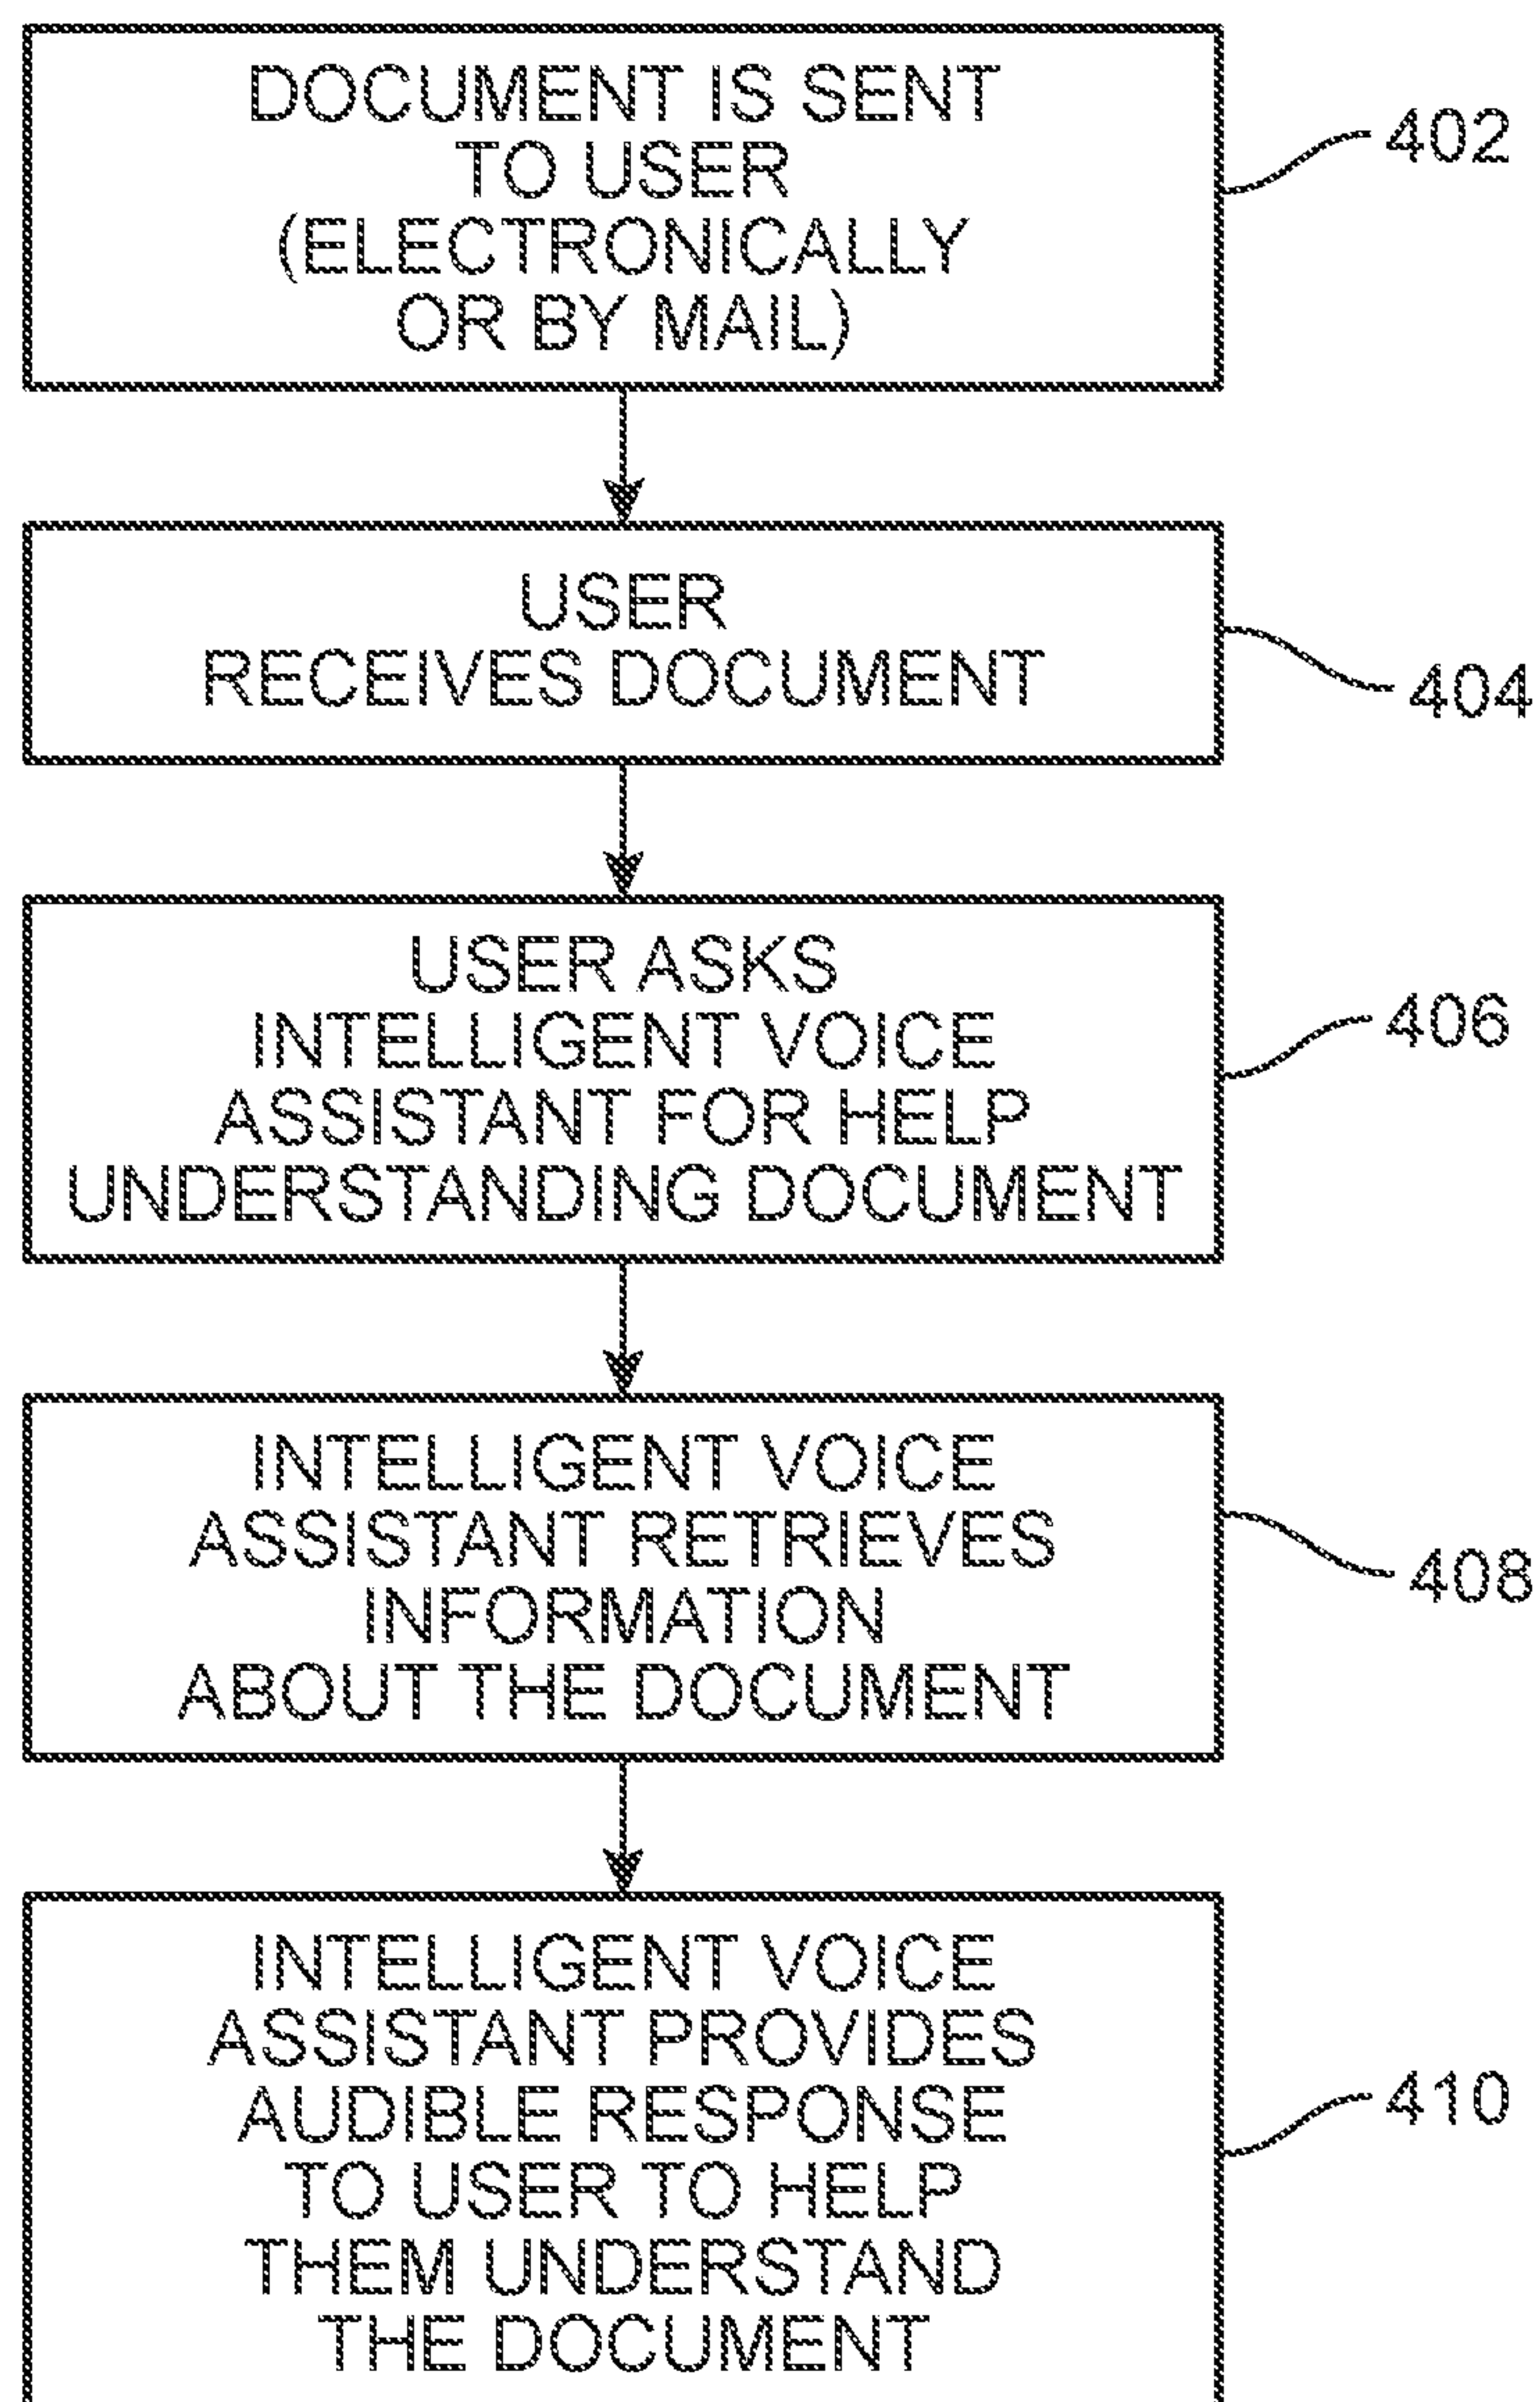 DOCUMENT IS SENT
TO USER
(ELECTRONICALLY
OR BY MAIL)
402
USER
RECEIVES DOCUMENT
404
USER ASKS
INTELLIGENT VOICE
ASSISTANT FOR HELP
UNDERSTANDING DOCUMENT
406
INTELLIGENT VOICE
ASSISTANT RETRIEVES
INFORMATION
ABOUT THE DOCUMENT
408
INTELLIGENT VOICE
ASSISTANT PROVIDES
AUDIBLE RESPONSE
TO USER TO HELP
THEM UNDERSTAND
THE DOCUMENT
410